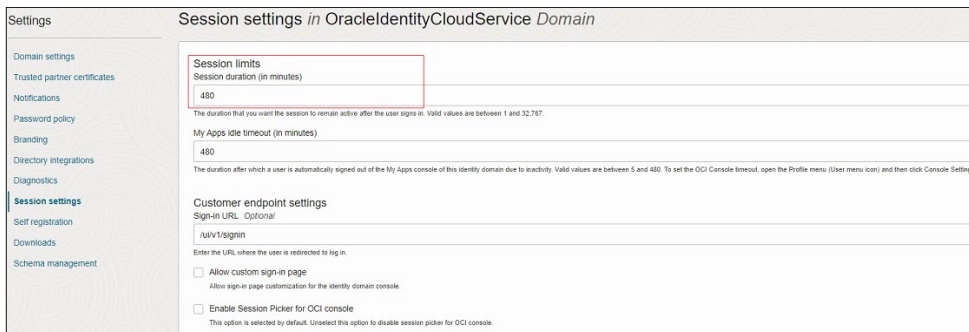 Settings
Domain settings
Trusted partner certificates
Notifications
Password policy
Branding
Directory integrations
Diagnostics
Session settings
Self registration
Downloads
Schema management
Session settings in OracleIdentityCloudService Domain
Session limits
Session duration (in minutes)
480
The duration that you want the session to remain active after the user signs in. Valid values are between 1 and 32,767.
My Apps idle timeout (in minutes)
480
The duration after which a user is automatically signed out of the My Apps console of this identity domain due to inactivity. Valid values are between 5 and 480. To set the OCI Console timeout, open the Profile menu (User menu icon) and then click Console Setting
Customer endpoint settings
Sign-in URL Optional
/ui/v1/signin
Enter the URL where the user is redirected to log in.
Allow custom sign-in page
Allow sign-in page customization for the identity domain console.
Enable Session Picker for OCI console
This option is selected by default. Unselect this option to disable session picker for OCI console.